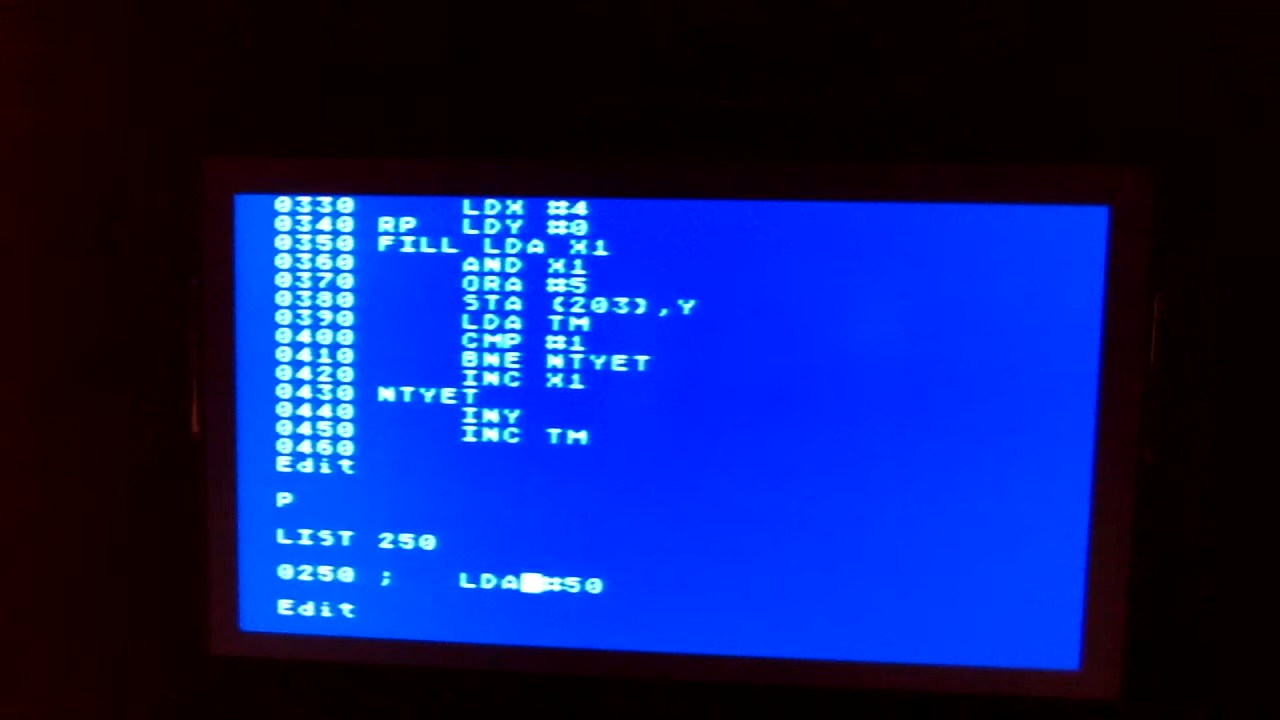 0330 LDX #4
0340 RP LDY #0
0350 FILL LDA X1
0360 AND X1
0370 ORA #5
0380 STA (203),Y
0390 LDA TM
0400 CMP #1
0410 BNE NTYET
0420 INC X1
0430 NTYET
0440 INY
0450 INC TM
0460
Edit
P
LIST 250
0250 ; LDA #50
Edit